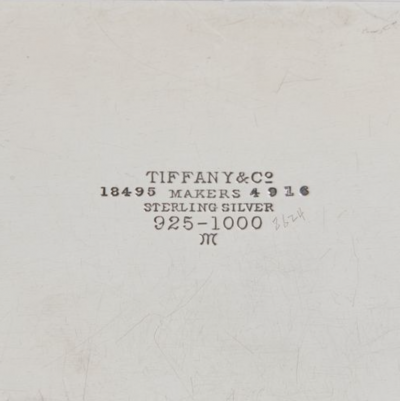 TIFFANY & Cº
18495 MAKERS 4916
STERLING SILVER
925-1000
M